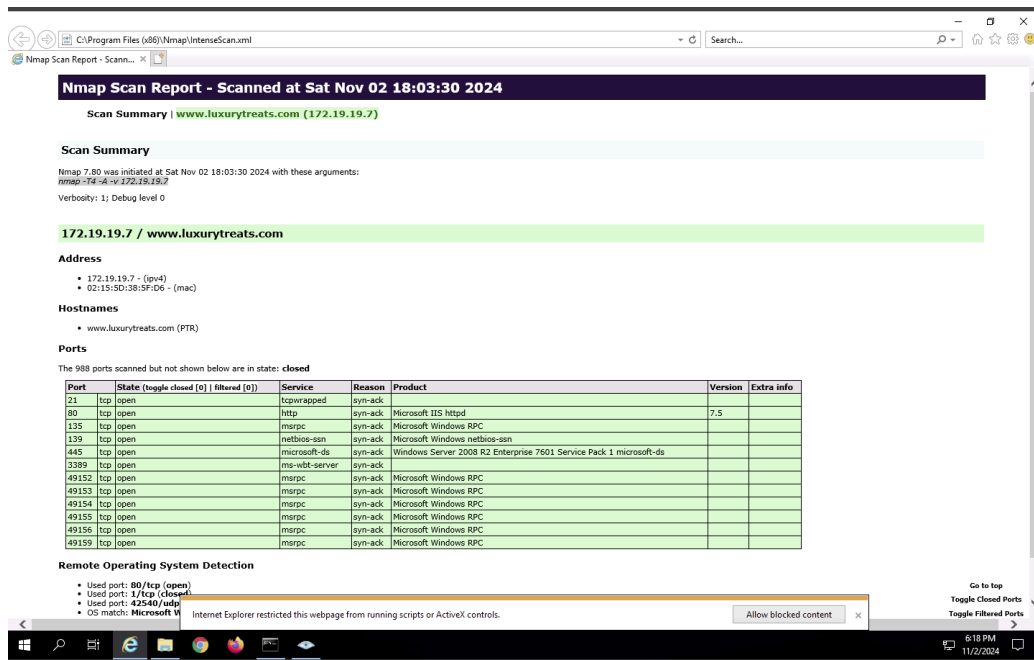 C:\Program Files (x86)\Nmap\IntenseScan.xml
Search...
Nmap Scan Report - Scann...
Nmap Scan Report - Scanned at Sat Nov 02 18:03:30 2024
Scan Summary | www.luxurytreats.com (172.19.19.7)
Scan Summary
Nmap 7.80 was initiated at Sat Nov 02 18:03:30 2024 with these arguments:
nmap -T4 -A -v 172.19.19.7
Verbosity: 1; Debug level 0
172.19.19.7 / www.luxurytreats.com
Address
• 172.19.19.7 - (ipv4)
• 02:15:5D:38:5F:D6 - (mac)
Hostnames
• www.luxurytreats.com (PTR)
Ports
The 988 ports scanned but not shown below are in state: closed
Port State (toggle closed [0] | filtered [0]) Service Reason Product Version Extra info
21 tcp open tcpwrapped syn-ack
80 tcp open http syn-ack Microsoft IIS httpd 7.5
135 tcp open msrpc syn-ack Microsoft Windows RPC
139 tcp open netbios-ssn syn-ack Microsoft Windows netbios-ssn
445 tcp open microsoft-ds syn-ack Windows Server 2008 R2 Enterprise 7601 Service Pack 1 microsoft-ds
3389 tcp open ms-wbt-server syn-ack
49152 tcp open msrpc syn-ack Microsoft Windows RPC
49153 tcp open msrpc syn-ack Microsoft Windows RPC
49154 tcp open msrpc syn-ack Microsoft Windows RPC
49155 tcp open msrpc syn-ack Microsoft Windows RPC
49156 tcp open msrpc syn-ack Microsoft Windows RPC
49159 tcp open msrpc syn-ack Microsoft Windows RPC
Remote Operating System Detection
• Used port: 80/tcp (open)
• Used port: 1/tcp (closed)
• Used port: 42540/udp
• OS match: Microsoft W
Go to top
Toggle Closed Ports
Toggle Filtered Ports
Internet Explorer restricted this webpage from running scripts or ActiveX controls.
Allow blocked content
6:18 PM
11/2/2024